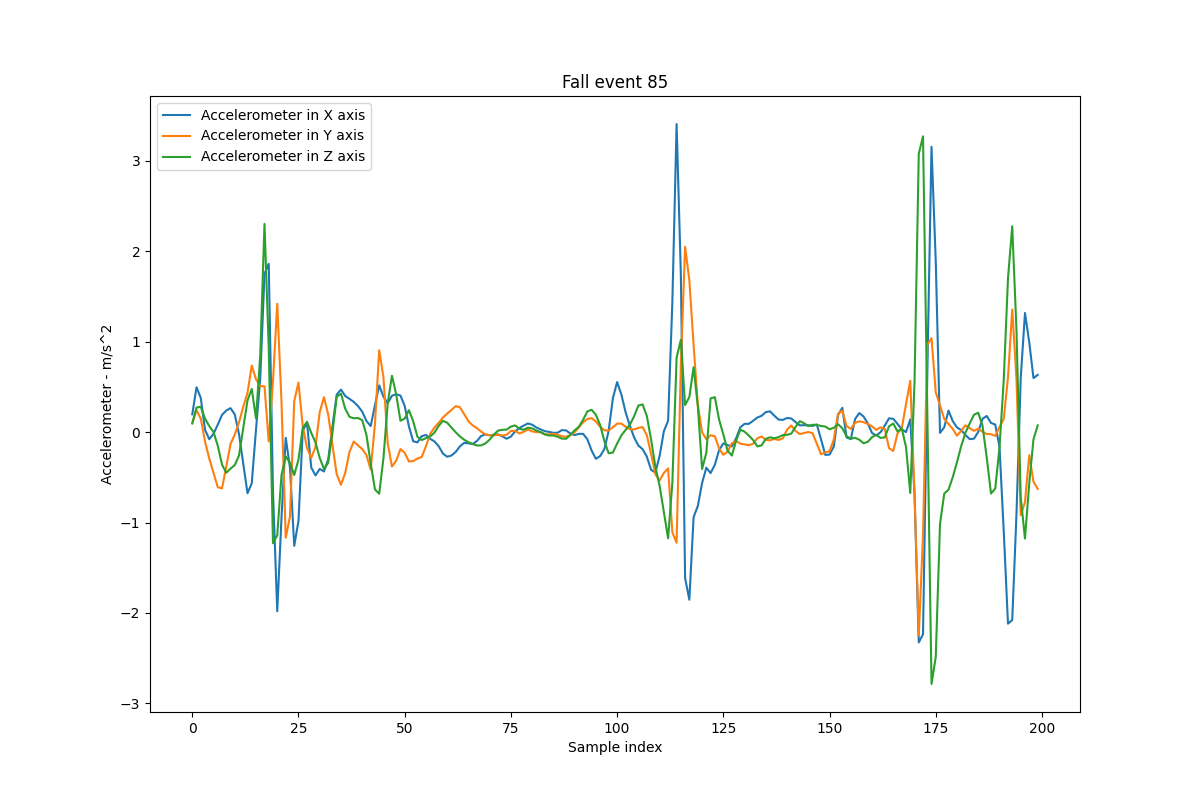 Fall event 85
Accelerometer in X axis
Accelerometer in Y axis
Accelerometer in Z axis
Accelerometer - m/s^2
3
2
1
0
−1
−2
−3
0 25 50 75 100 125 150 175 200
Sample index